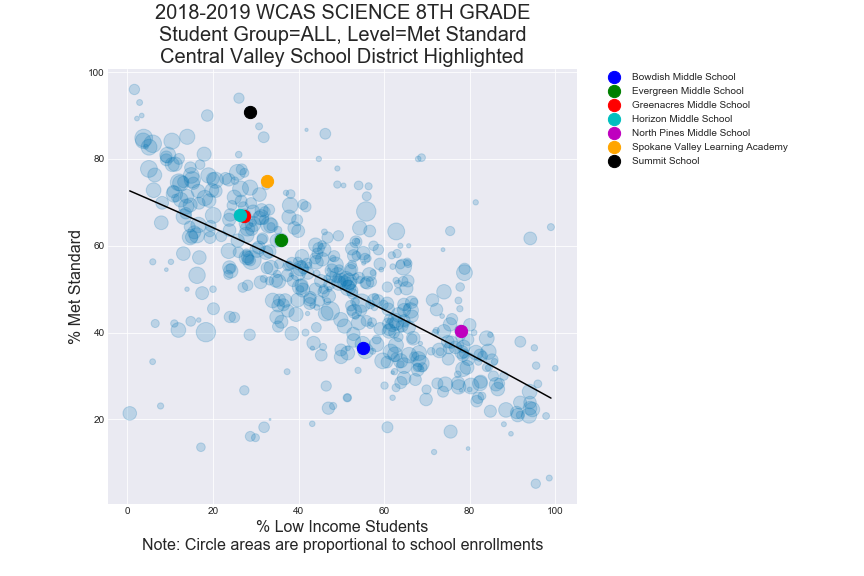 2018-2019 WCAS SCIENCE 8TH GRADE
Student Group=ALL, Level=Met Standard
Central Valley School District Highlighted
100
80
60
40
20
% Met Standard
0
20
40
60
80
100
% Low Income Students
Note: Circle areas are proportional to school enrollments
Bowdish Middle School
Evergreen Middle School
Greenacres Middle School
Horizon Middle School
North Pines Middle School
Spokane Valley Learning Academy
Summit School